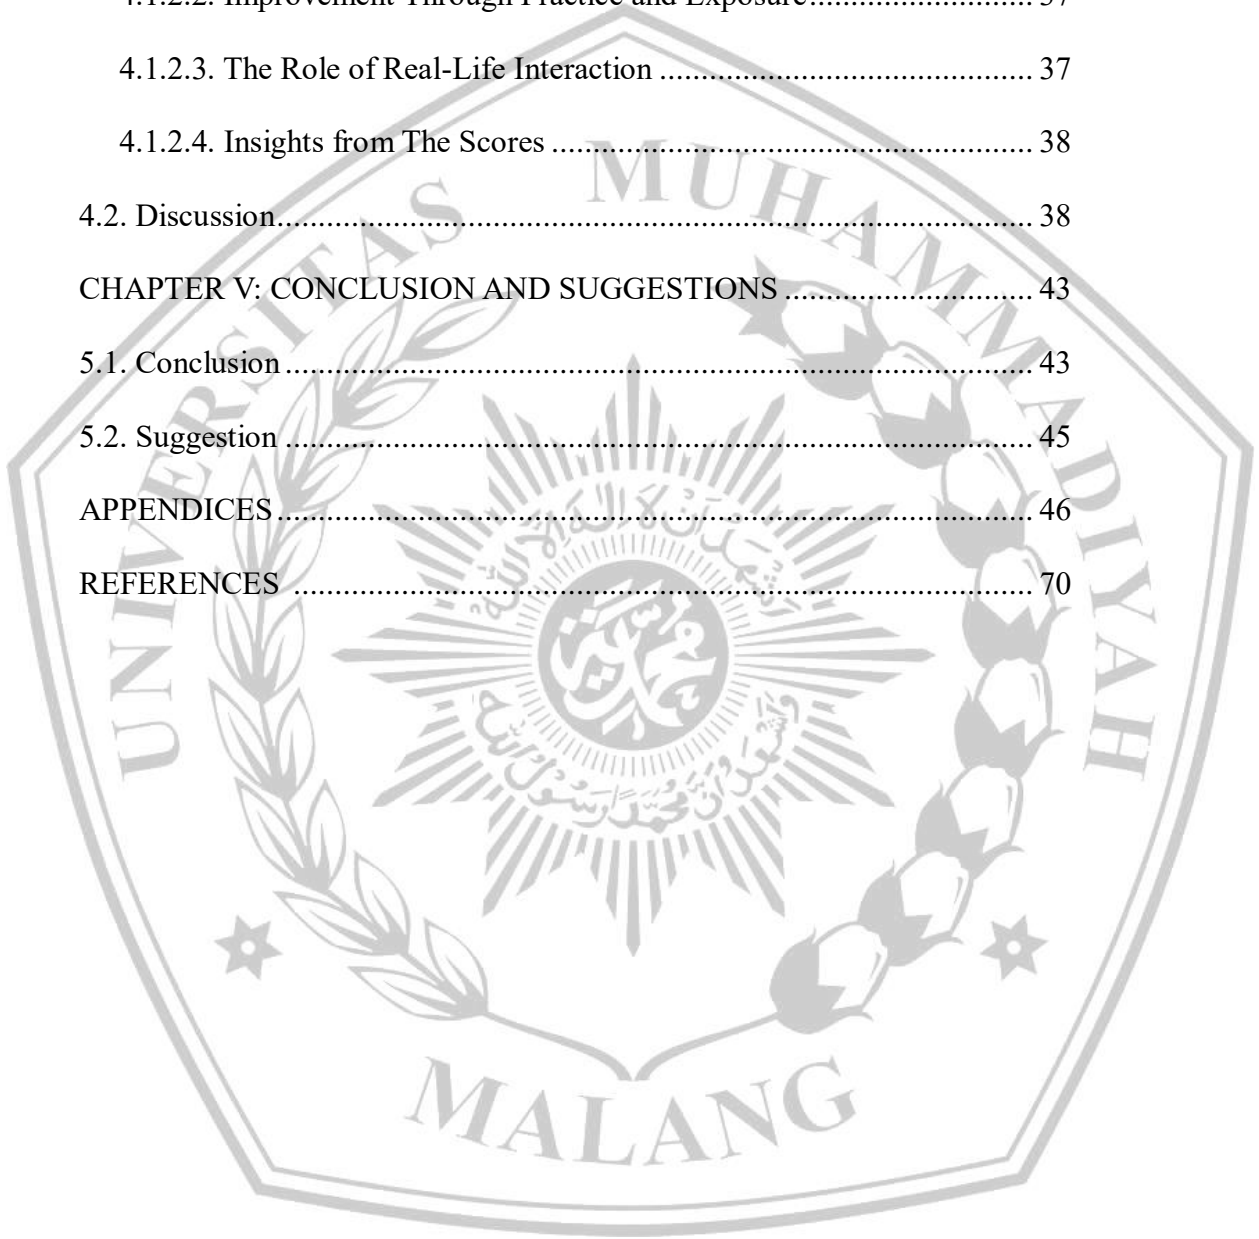 4.1.2.2. Improvement Through Practice and Exposure.......................... 37
4.1.2.3. The Role of Real-Life Interaction ............................................. 37
4.1.2.4. Insights from The Scores .......................................................... 38
4.2. Discussion........................................................................................... 38
CHAPTER V: CONCLUSION AND SUGGESTIONS .............................. 43
5.1. Conclusion .......................................................................................... 43
5.2. Suggestion .......................................................................................... 45
APPENDICES ........................................................................................... 46
REFERENCES ......................................................................................... 70
UNIVERSITAS MUHAMMADIYAH
MALANG